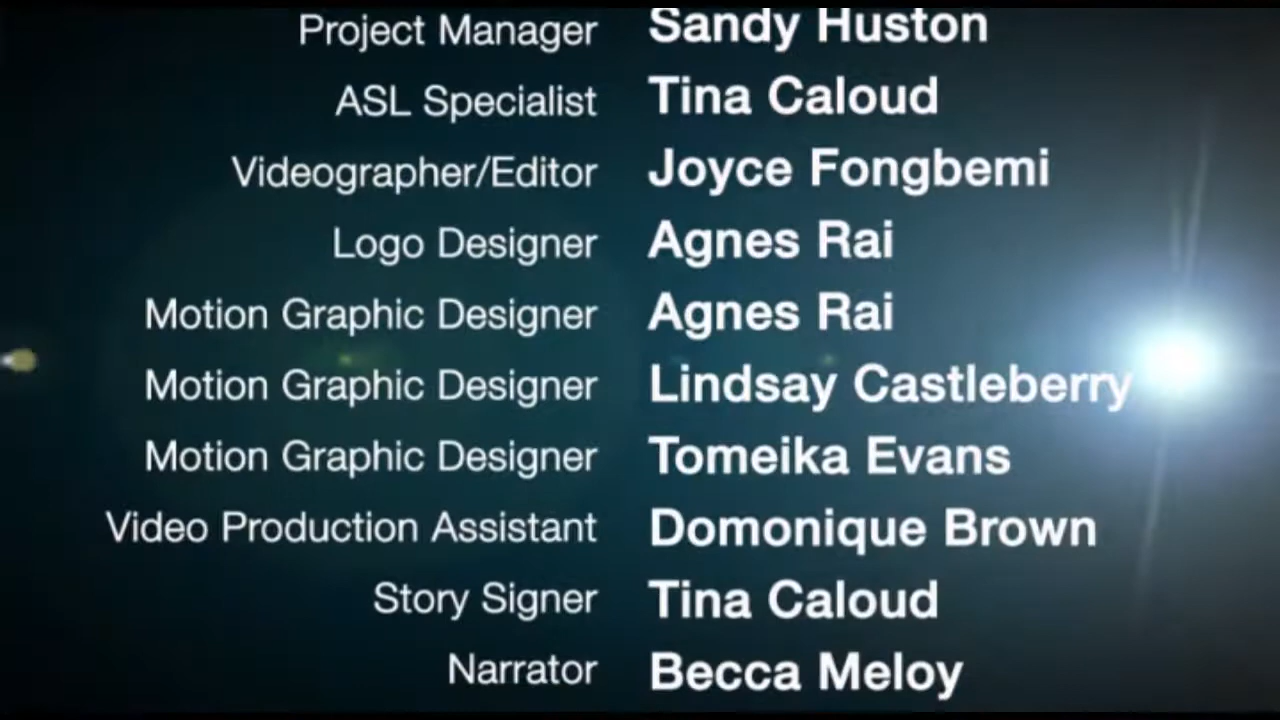 Project Manager Sandy Huston
ASL Specialist Tina Caloud
Videographer/Editor Joyce Fongbemi
Logo Designer Agnes Rai
Motion Graphic Designer Agnes Rai
Motion Graphic Designer Lindsay Castleberry
Motion Graphic Designer Tomeika Evans
Video Production Assistant Domonique Brown
Story Signer Tina Caloud
Narrator Becca Meloy